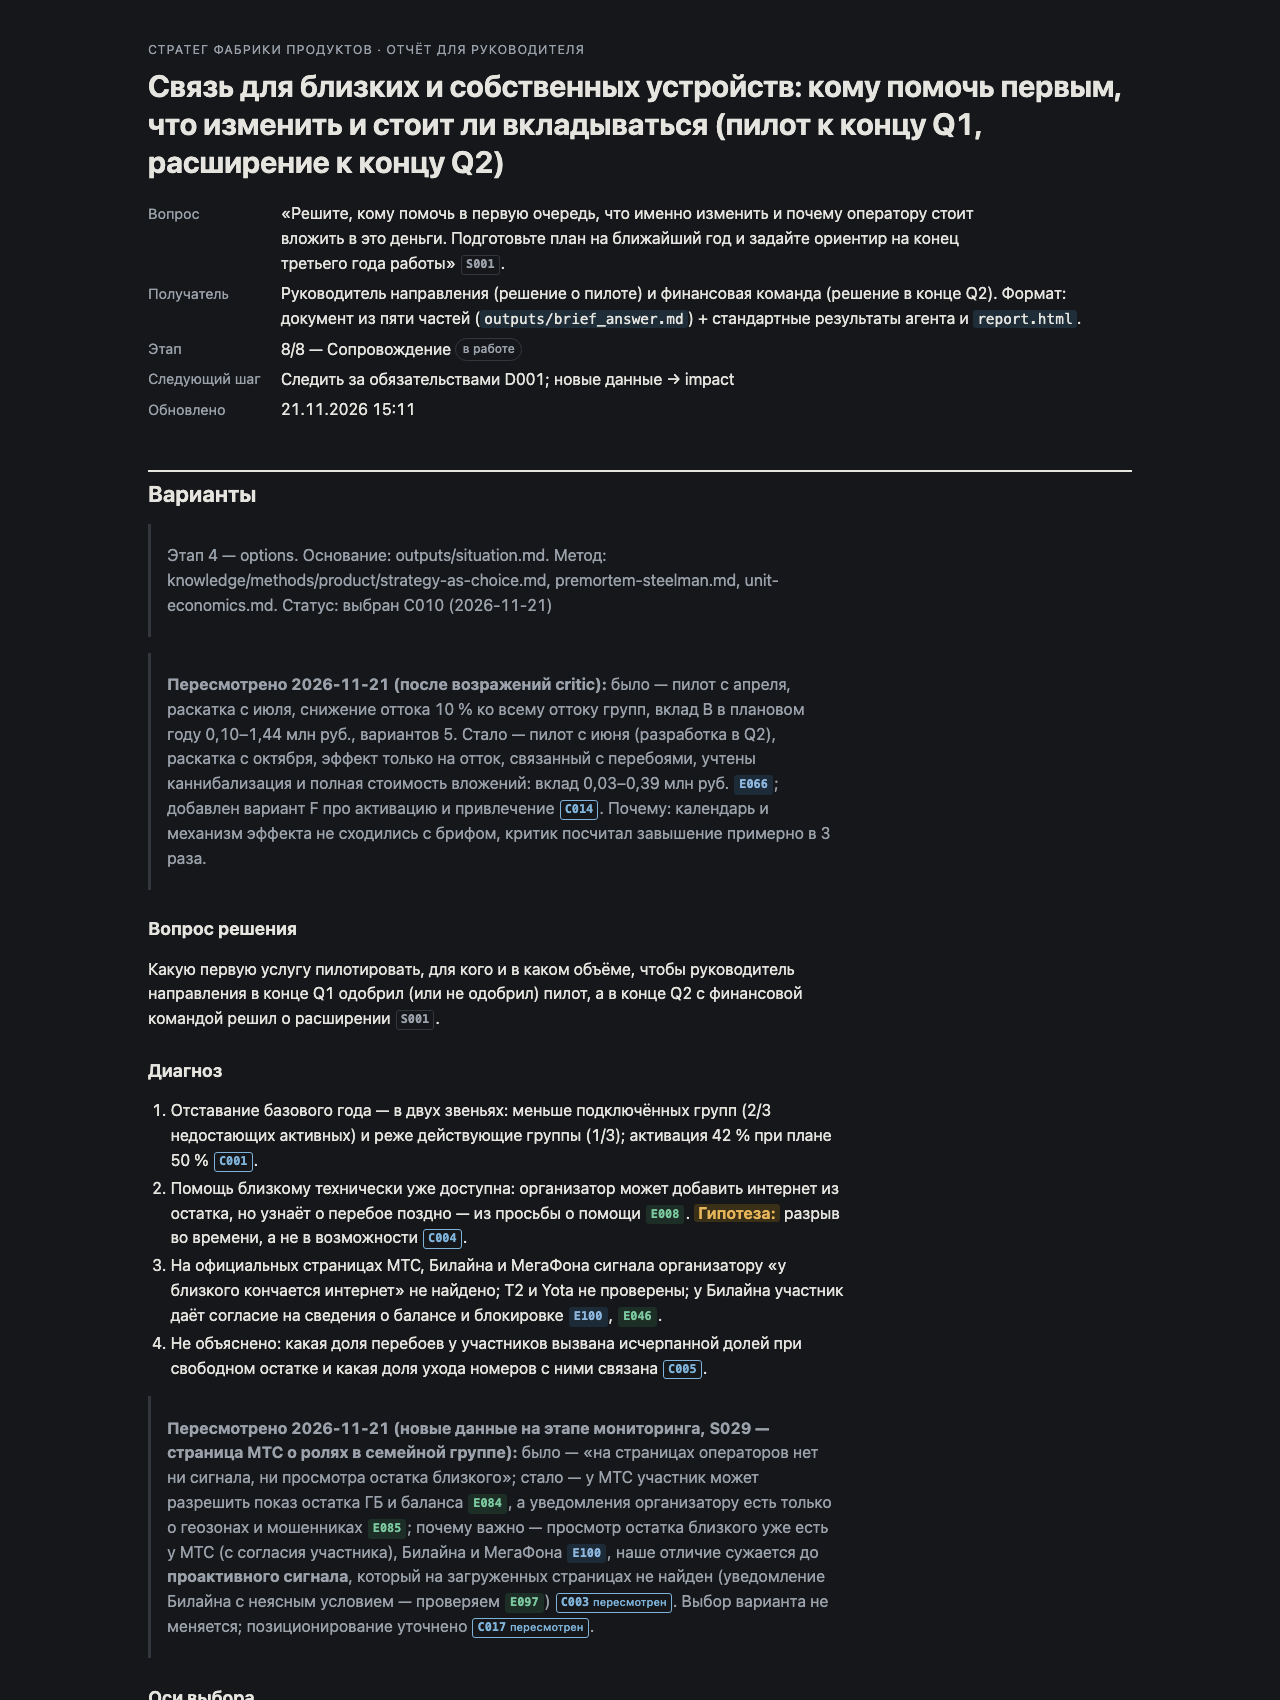 СТРАТЕГ ФАБРИКИ ПРОДУКТОВ · ОТЧЁТ ДЛЯ РУКОВОДИТЕЛЯ
Связь для близких и собственных устройств: кому помочь первым,
что изменить и стоит ли вкладываться (пилот к концу Q1,
расширение к концу Q2)
Вопрос «Решите, кому помочь в первую очередь, что именно изменить и почему оператору стоит
вложить в это деньги. Подготовьте план на ближайший год и задайте ориентир на конец
третьего года работы» S001.
Получатель Руководитель направления (решение о пилоте) и финансовая команда (решение в конце Q2). Формат:
документ из пяти частей (outputs/brief_answer.md) + стандартные результаты агента и report.html.
Этап 8/8 — Сопровождение в работе
Следующий шаг Следить за обязательствами D001; новые данные → impact
Обновлено 21.11.2026 15:11
Варианты
Этап 4 — options. Основание: outputs/situation.md. Метод:
knowledge/methods/product/strategy-as-choice.md, premortem-steelman.md, unit-
economics.md. Статус: выбран C010 (2026-11-21)
Пересмотрено 2026-11-21 (после возражений critic): было — пилот с апреля,
раскатка с июля, снижение оттока 10 % ко всему оттоку групп, вклад B в плановом
году 0,10–1,44 млн руб., вариантов 5. Стало — пилот с июня (разработка в Q2),
раскатка с октября, эффект только на отток, связанный с перебоями, учтены
каннибализация и полная стоимость вложений: вклад 0,03–0,39 млн руб. E066;
добавлен вариант F про активацию и привлечение C014. Почему: календарь и
механизм эффекта не сходились с брифом, критик посчитал завышение примерно в 3
раза.
Вопрос решения
Какую первую услугу пилотировать, для кого и в каком объёме, чтобы руководитель
направления в конце Q1 одобрил (или не одобрил) пилот, а в конце Q2 с финансовой
командой решил о расширении S001.
Диагноз
1. Отставание базового года — в двух звеньях: меньше подключённых групп (2/3
недостающих активных) и реже действующие группы (1/3); активация 42 % при плане
50 % C001.
2. Помощь близкому технически уже доступна: организатор может добавить интернет из
остатка, но узнаёт о перебое поздно — из просьбы о помощи E008. Гипотеза: разрыв
во времени, а не в возможности C004.
3. На официальных страницах МТС, Билайна и МегаФона сигнала организатору «у
близкого кончается интернет» не найдено; Т2 и Yota не проверены; у Билайна участник
даёт согласие на сведения о балансе и блокировке E100, E046.
4. Не объяснено: какая доля перебоев у участников вызвана исчерпанной долей при
свободном остатке и какая доля ухода номеров с ними связана C005.
Пересмотрено 2026-11-21 (новые данные на этапе мониторинга, S029 —
страница МТС о ролях в семейной группе): было — «на страницах операторов нет
ни сигнала, ни просмотра остатка близкого»; стало — у МТС участник может
разрешить показ остатка ГБ и баланса E084, а уведомления организатору есть только
о геозонах и мошенниках E085; почему важно — просмотр остатка близкого уже есть
у МТС (с согласия участника), Билайна и МегаФона E100, наше отличие сужается до
проактивного сигнала, который на загруженных страницах не найден (уведомление
Билайна с неясным условием — проверяем E097) C003 пересмотрен. Выбор варианта не
меняется; позиционирование уточнено C017 пересмотрен.
Оси выбора